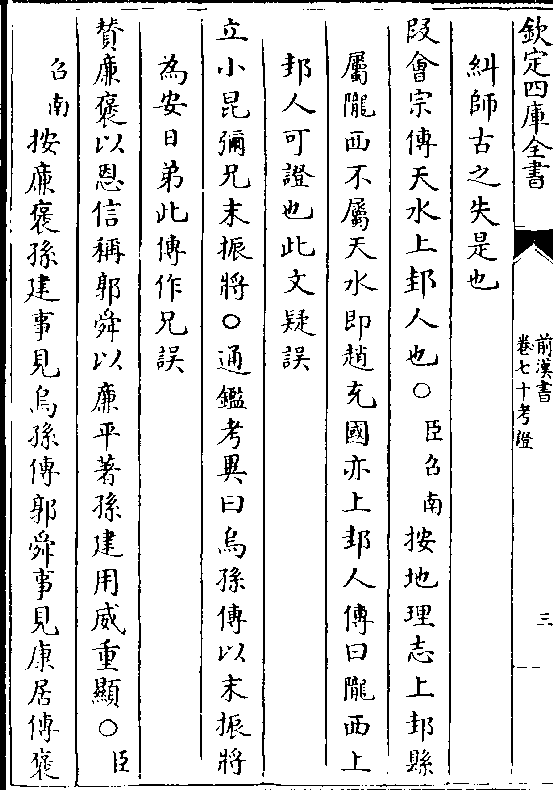 欽定四庫全書
前漢書
卷七十考證
三
糾師古之失是也
段會宗傳天水上邽人也○臣召南按地理志上邽縣
屬隴西不屬天水即趙充國亦上邽人傳曰隴西上
邽人可證也此文疑誤
立小昆彌兄末振將○通鑑考異曰烏孫傳以末振將
為安日弟此傳作兄誤
贊廉褒以恩信稱郭舜以廉平著孫建用威重顯○臣
召南按廉褒孫建事見烏孫傳郭舜事見康居傳褒